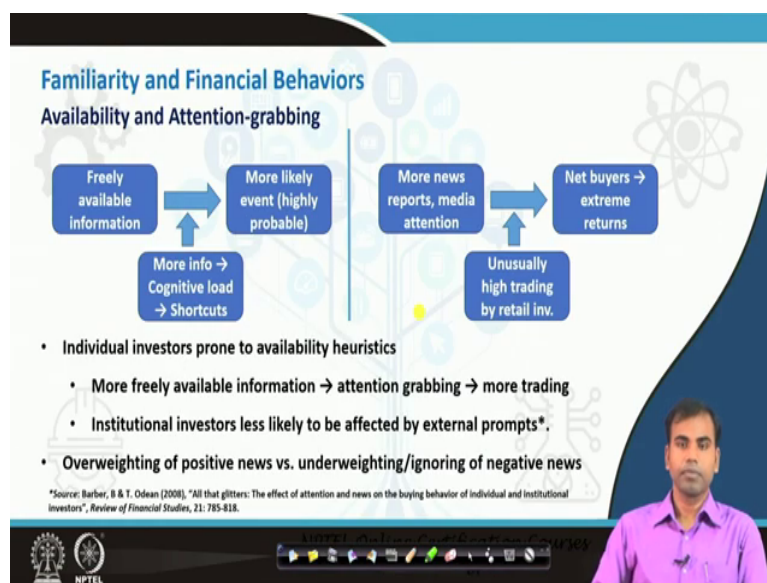 Familiarity and Financial Behaviors
Availability and Attention-grabbing
Freely
available
information
More likely
event (highly
probable)
More info →
Cognitive load
→ Shortcuts
More news
reports, media
attention
Net buyers →
extreme
returns
Unusually
high trading
by retail inv.
• Individual investors prone to availability heuristics
• More freely available information → attention grabbing → more trading
• Institutional investors less likely to be affected by external prompts*.
• Overweighting of positive news vs. underweighting/ignoring of negative news
*Source: Barber, B & T. Odean (2008), "All that glitters: The effect of attention and news on the buying behavior of individual and institutional
investors", Review of Financial Studies, 21: 785-818.
NPTEL Online Certification Courses
NPTEL